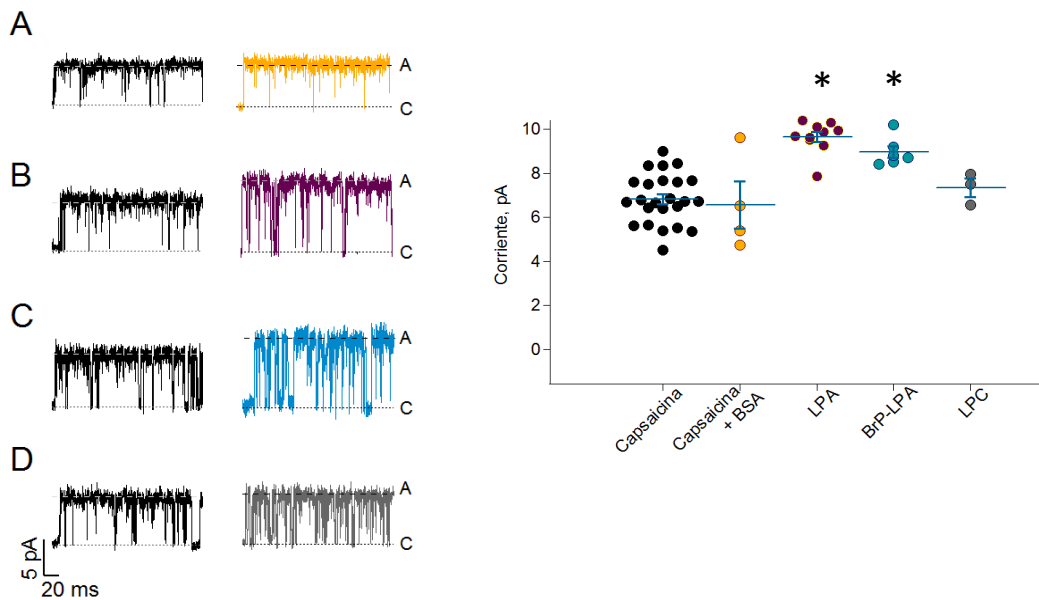 A
A
C
B
A
C
C
A
C
D
A
C
5 pA
20 ms
* *
Corriente, pA
10
8
6
4
2
0
Capsaicina
Capsaicina
+ BSA
LPA
BrP-LPA
LPC